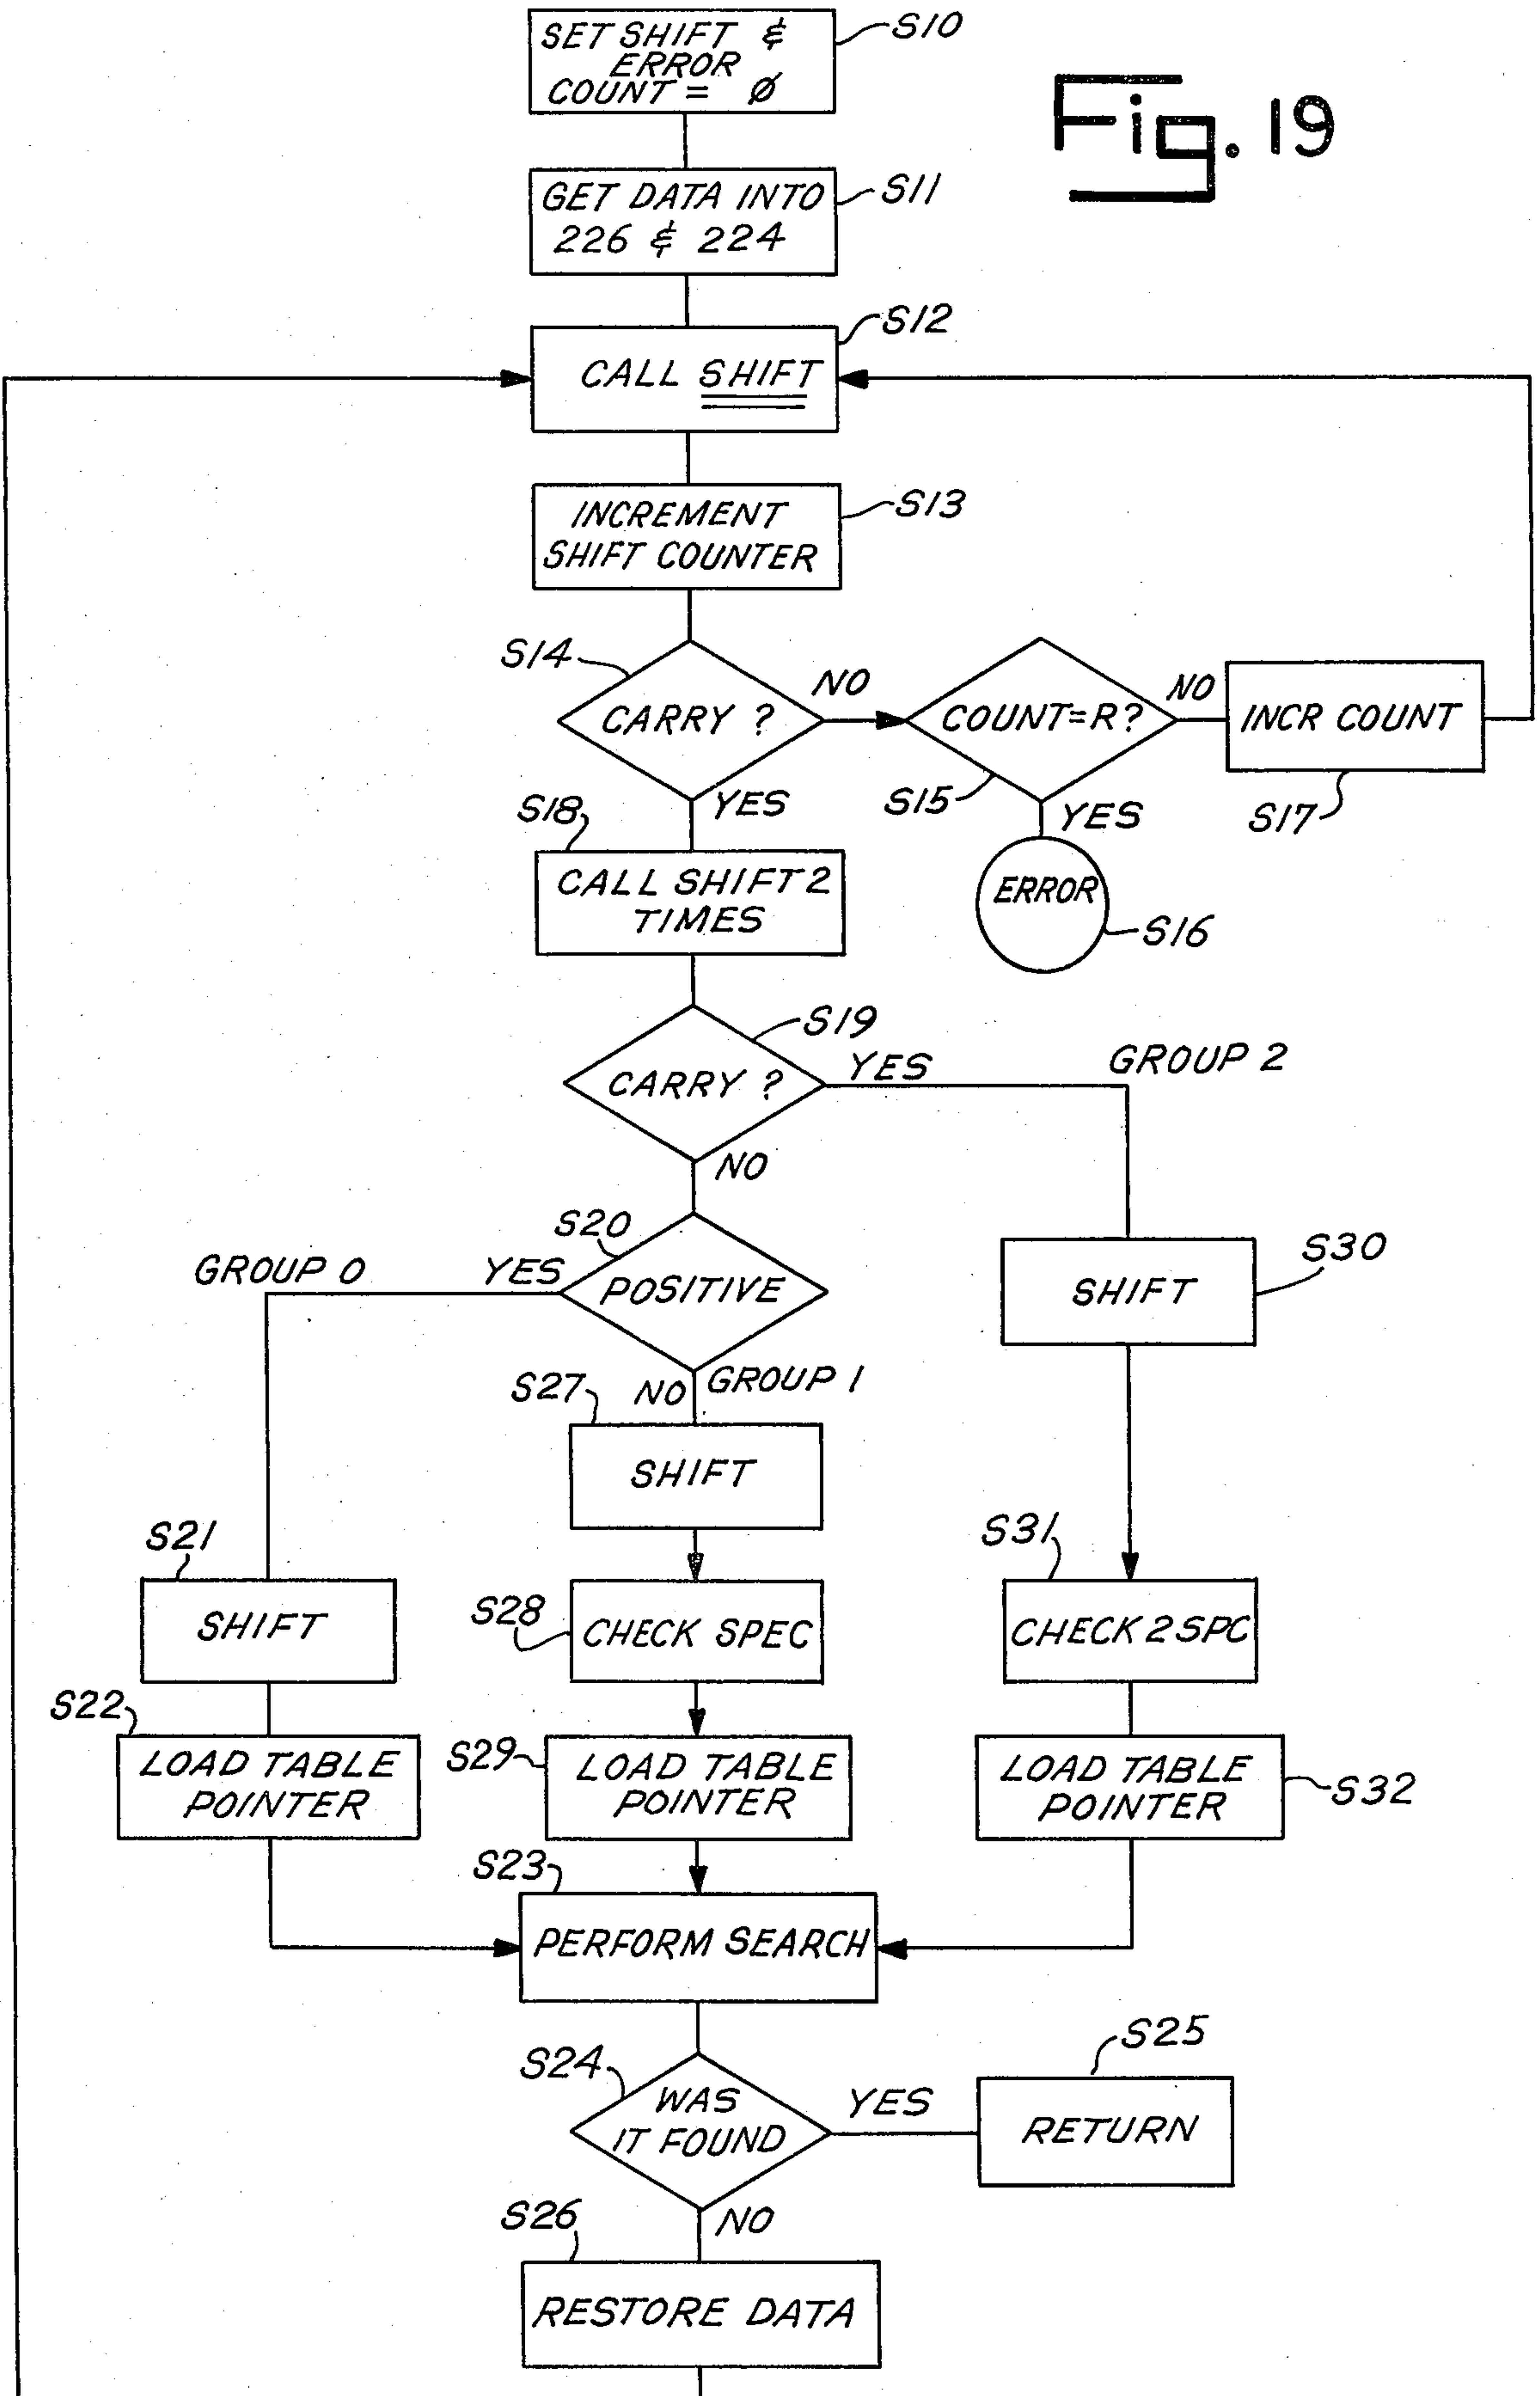 SET SHIFT &
ERROR
COUNT = Ø
S10
Fig. 19
GET DATA INTO
226 & 224
S11
S12
CALL SHIFT
INCREMENT
SHIFT COUNTER
S13
S14
CARRY ?
NO
COUNT=R?
NO
INCR COUNT
S15
YES
S17
ERROR
S16
S18
YES
CALL SHIFT 2
TIMES
S19
CARRY ?
YES
GROUP 2
NO
S20
GROUP 0
YES
POSITIVE
S30
SHIFT
S27
NO
GROUP 1
SHIFT
S21
SHIFT
S28
CHECK SPEC
S31
CHECK 2 SPC
S22
LOAD TABLE
POINTER
S29
LOAD TABLE
POINTER
LOAD TABLE
POINTER
S32
S23
PERFORM SEARCH
S24
WAS
IT FOUND
YES
S25
RETURN
S26
NO
RESTORE DATA